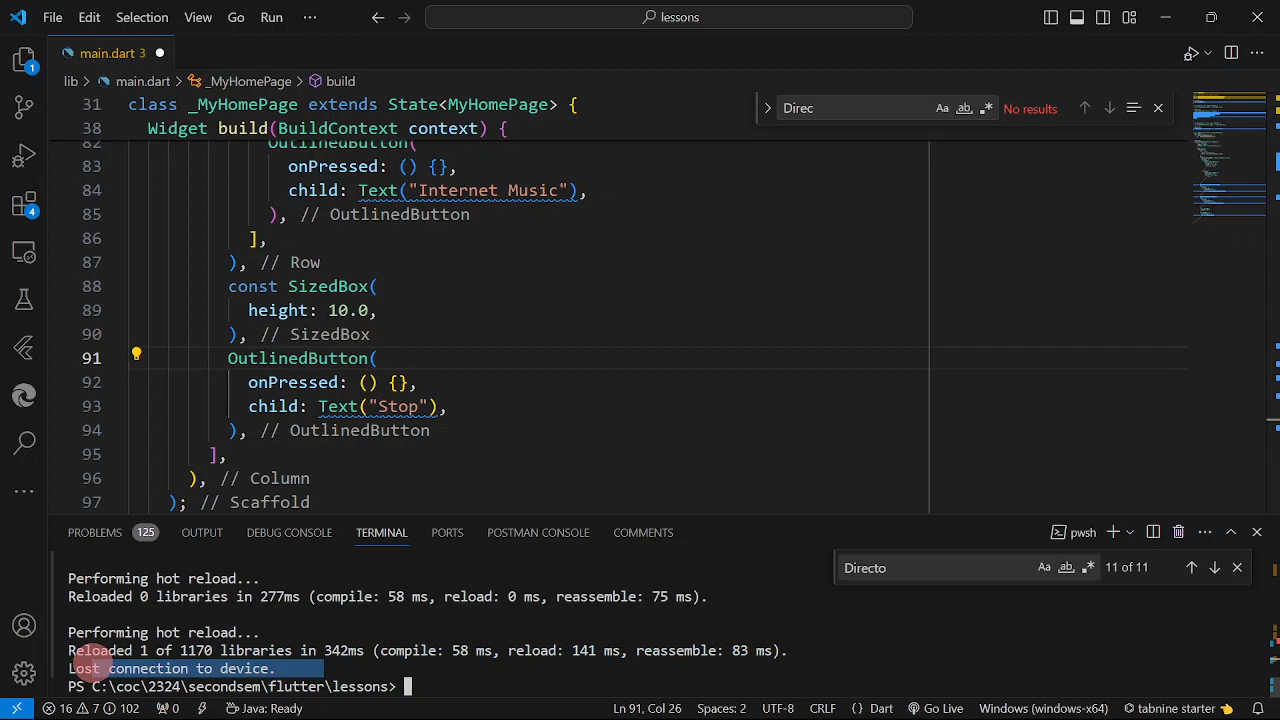 File Edit Selection View Go Run ··· lessons
main.dart 3
lib > main.dart > _MyHomePage > build
31 class _MyHomePage extends State<MyHomePage> {
Direc Aa ab No results
38 Widget build(BuildContext context) {
82 OutlinedButton(
83 onPressed: () {},
84 child: Text("Internet Music"),
85 ), // OutlinedButton
86 ],
87 ), // Row
88 const SizedBox(
89 height: 10.0,
90 ), // SizedBox
91 OutlinedButton(
92 onPressed: () {},
93 child: Text("Stop"),
94 ), // OutlinedButton
95 ],
96 ), // Column
97 ); // Scaffold
1
4
PROBLEMS 125 OUTPUT DEBUG CONSOLE TERMINAL PORTS POSTMAN CONSOLE COMMENTS pwsh
Directo Aa ab 11 of 11
Performing hot reload...
Reloaded 0 libraries in 277ms (compile: 58 ms, reload: 0 ms, reassemble: 75 ms).
Performing hot reload...
Reloaded 1 of 1170 libraries in 342ms (compile: 58 ms, reload: 141 ms, reassemble: 83 ms).
Lost connection to device.
PS C:\coc\2324\secondsem\flutter\lessons>
16 7 102 0 Java: Ready Ln 91, Col 26 Spaces: 2 UTF-8 CRLF {} Dart Go Live Windows (windows-x64) tabnine starter